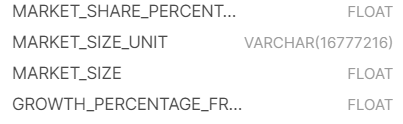 MARKET_SHARE_PERCENT... FLOAT
MARKET_SIZE_UNIT VARCHAR(16777216)
MARKET_SIZE FLOAT
GROWTH_PERCENTAGE_FR... FLOAT